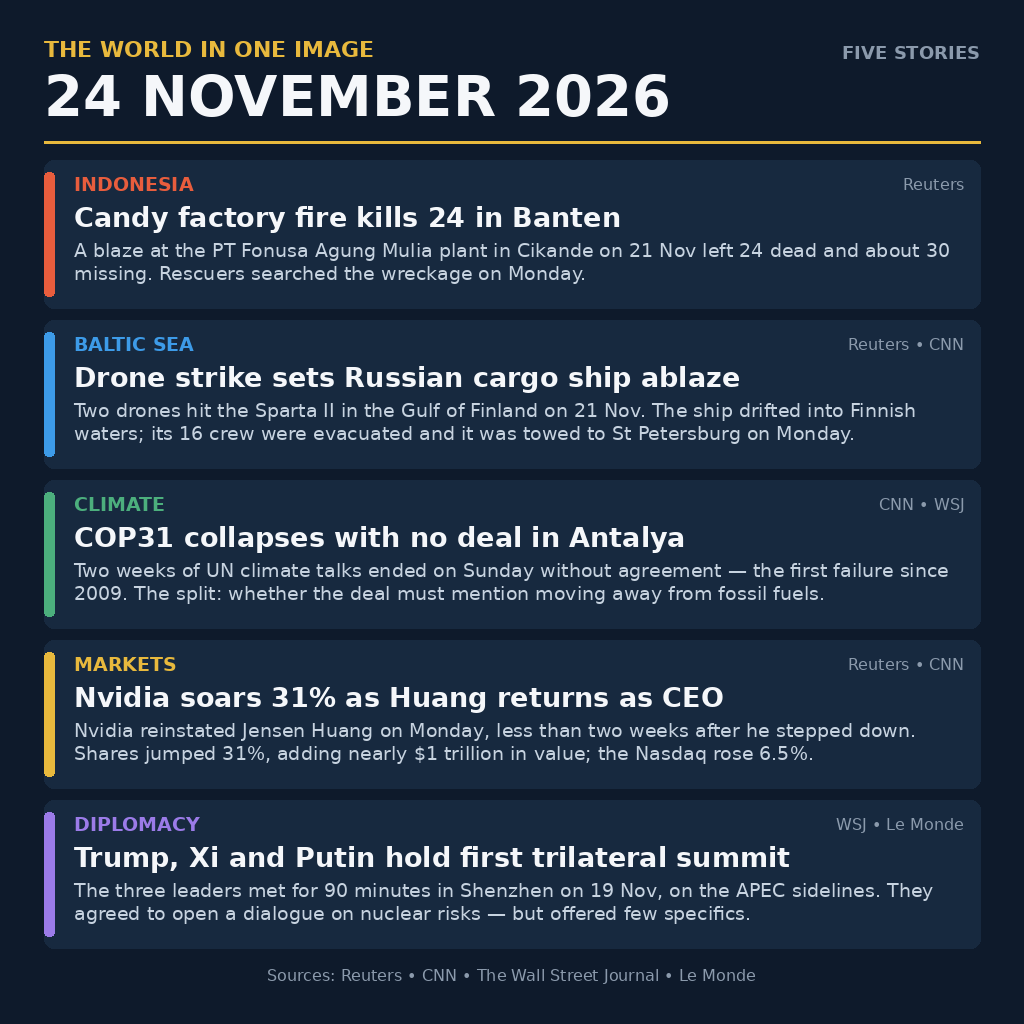 THE WORLD IN ONE IMAGE
FIVE STORIES
24 NOVEMBER 2026
INDONESIA
Reuters
Candy factory fire kills 24 in Banten
A blaze at the PT Fonusa Agung Mulia plant in Cikande on 21 Nov left 24 dead and about 30
missing. Rescuers searched the wreckage on Monday.
BALTIC SEA
Reuters • CNN
Drone strike sets Russian cargo ship ablaze
Two drones hit the Sparta II in the Gulf of Finland on 21 Nov. The ship drifted into Finnish
waters; its 16 crew were evacuated and it was towed to St Petersburg on Monday.
CLIMATE
CNN • WSJ
COP31 collapses with no deal in Antalya
Two weeks of UN climate talks ended on Sunday without agreement — the first failure since
2009. The split: whether the deal must mention moving away from fossil fuels.
MARKETS
Reuters • CNN
Nvidia soars 31% as Huang returns as CEO
Nvidia reinstated Jensen Huang on Monday, less than two weeks after he stepped down.
Shares jumped 31%, adding nearly $1 trillion in value; the Nasdaq rose 6.5%.
DIPLOMACY
WSJ • Le Monde
Trump, Xi and Putin hold first trilateral summit
The three leaders met for 90 minutes in Shenzhen on 19 Nov, on the APEC sidelines. They
agreed to open a dialogue on nuclear risks — but offered few specifics.
Sources: Reuters • CNN • The Wall Street Journal • Le Monde